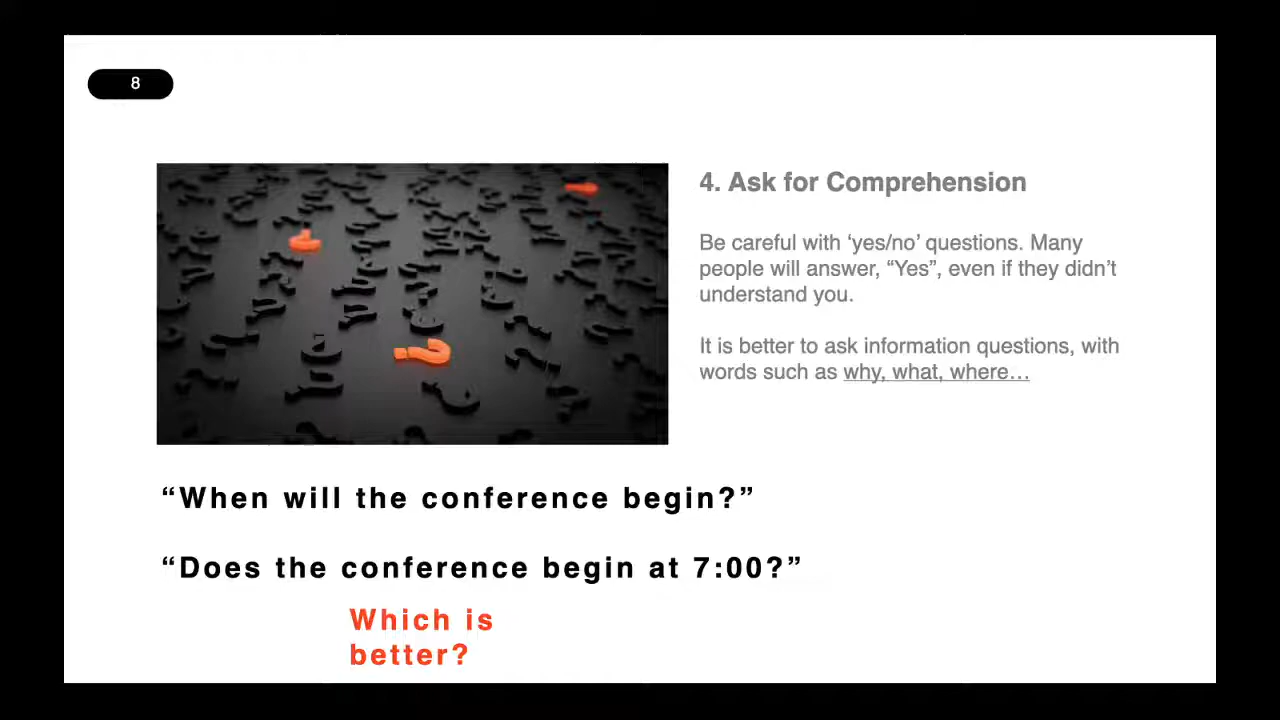 8
4. Ask for Comprehension
Be careful with ‘yes/no’ questions. Many
people will answer, “Yes”, even if they didn’t
understand you.
It is better to ask information questions, with
words such as why, what, where…
“When will the conference begin?”
“Does the conference begin at 7:00?”
Which is
better?